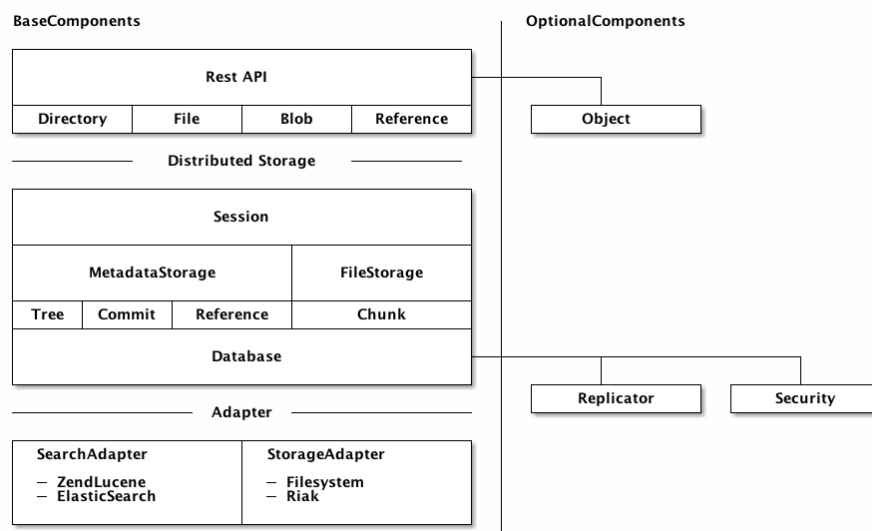 BaseComponents
OptionalComponents
Rest API
Directory
File
Blob
Reference
Object
Distributed Storage
Session
MetadataStorage
FileStorage
Tree
Commit
Reference
Chunk
Database
Replicator
Security
Adapter
SearchAdapter
– ZendLucene
– ElasticSearch
StorageAdapter
– Filesystem
– Riak